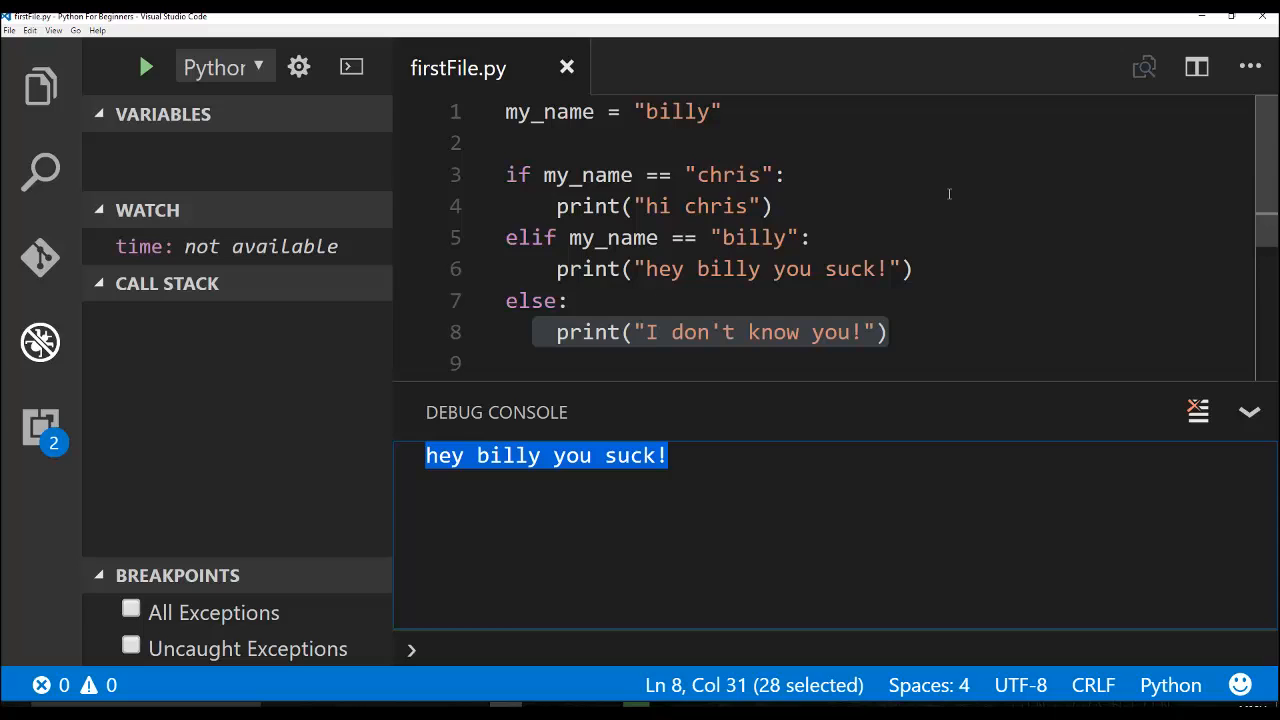 firstFile.py - Python For Beginners - Visual Studio Code
File Edit View Go Help
Python
firstFile.py
VARIABLES
WATCH
time: not available
CALL STACK
BREAKPOINTS
All Exceptions
Uncaught Exceptions
2
1 my_name = "billy"
2
3 if my_name == "chris":
4     print("hi chris")
5 elif my_name == "billy":
6     print("hey billy you suck!")
7 else:
8     print("I don't know you!")
9
DEBUG CONSOLE
hey billy you suck!
0 0 Ln 8, Col 31 (28 selected) Spaces: 4 UTF-8 CRLF Python